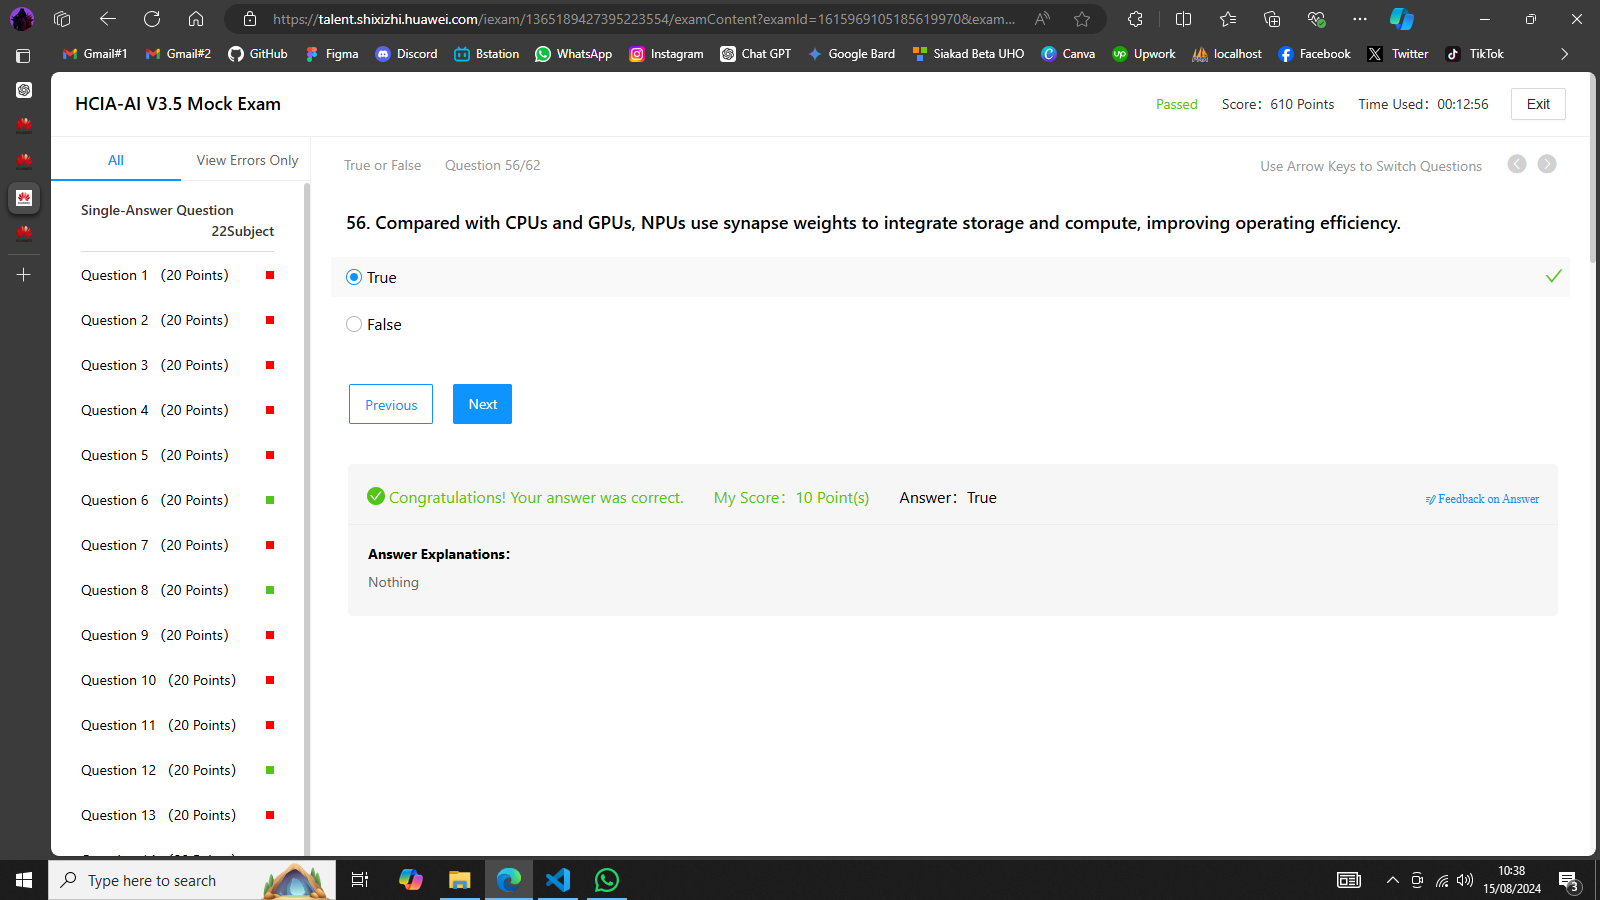 https://talent.shixizhi.huawei.com/iexam/1365189427395223554/examContent?examId=1615969105185619970&exam...
Gmail#1 Gmail#2 GitHub Figma Discord Bstation WhatsApp Instagram Chat GPT Google Bard Siakad Beta UHO Canva Upwork localhost Facebook Twitter TikTok
HCIA-AI V3.5 Mock Exam
Passed Score： 610 Points Time Used： 00:12:56 Exit
All View Errors Only
True or False Question 56/62 Use Arrow Keys to Switch Questions
Single-Answer Question
22Subject
56. Compared with CPUs and GPUs, NPUs use synapse weights to integrate storage and compute, improving operating efficiency.
True
False
Previous Next
Congratulations! Your answer was correct. My Score： 10 Point(s) Answer： True Feedback on Answer
Answer Explanations：
Nothing
Question 1 （20 Points）
Question 2 （20 Points）
Question 3 （20 Points）
Question 4 （20 Points）
Question 5 （20 Points）
Question 6 （20 Points）
Question 7 （20 Points）
Question 8 （20 Points）
Question 9 （20 Points）
Question 10 （20 Points）
Question 11 （20 Points）
Question 12 （20 Points）
Question 13 （20 Points）
Type here to search
10:38
15/08/2024
3